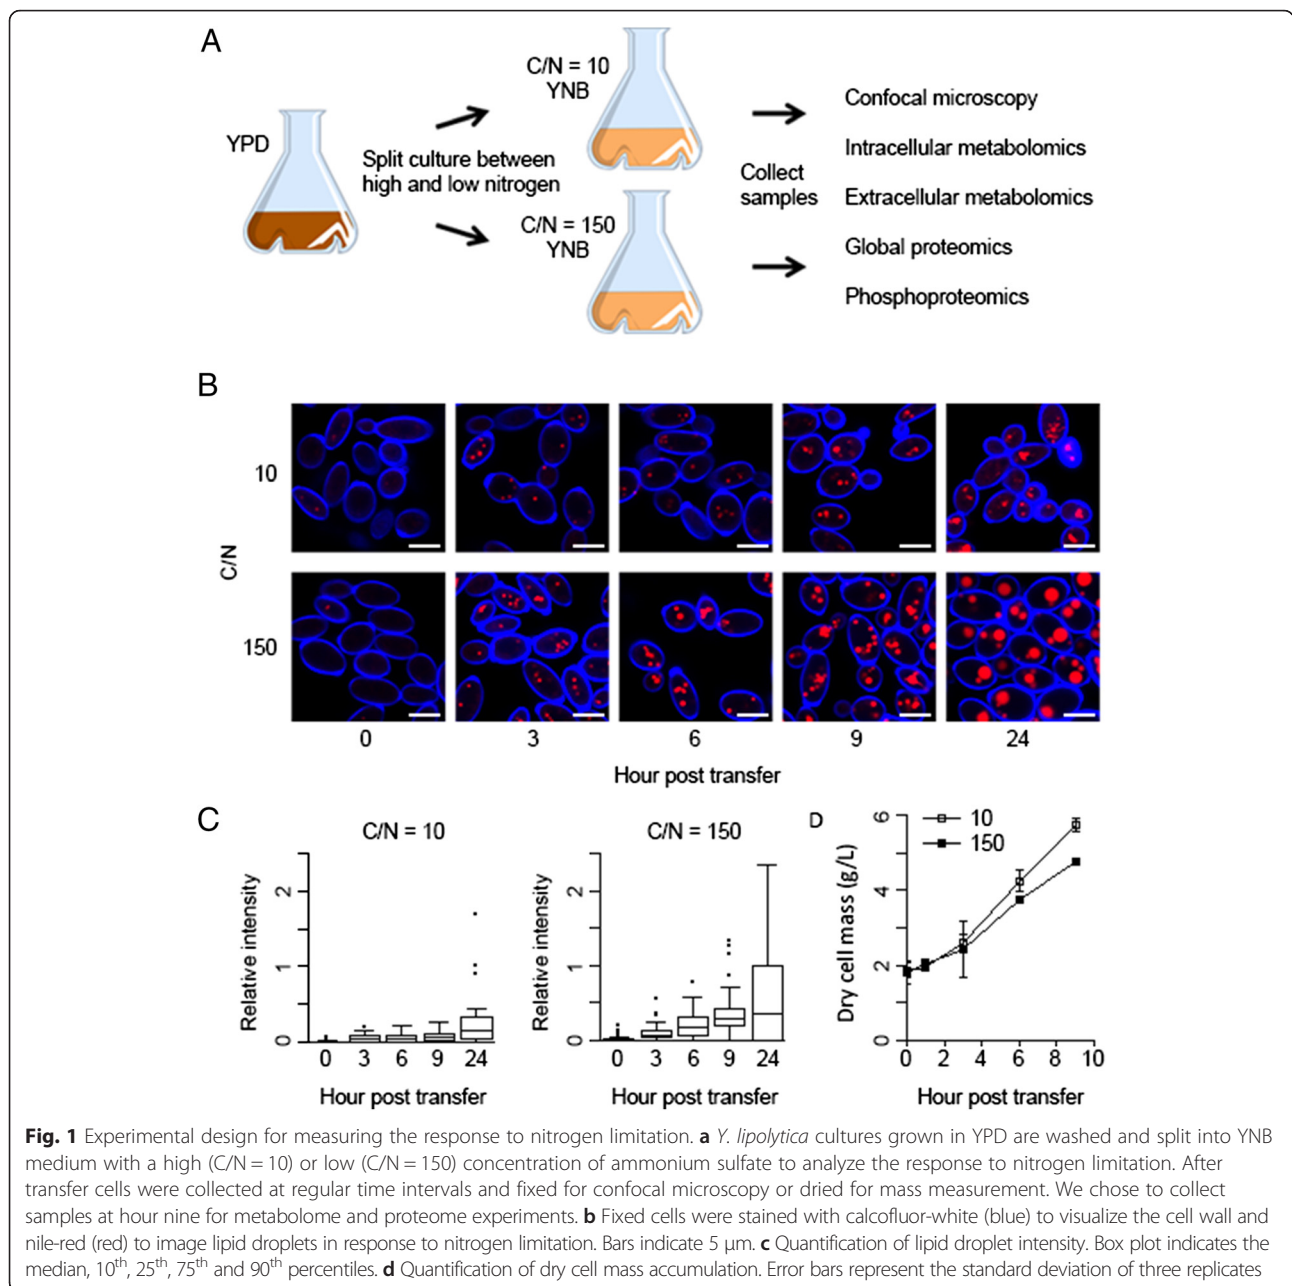 A
YPD
Split culture between
high and low nitrogen
C/N = 10
YNB
C/N = 150
YNB
Collect
samples
Confocal microscopy
Intracellular metabolomics
Extracellular metabolomics
Global proteomics
Phosphoproteomics
B
C/N
10
150
0 3 6 9 24
Hour post transfer
C
C/N = 10
Relative intensity
2
1
0
0 3 6 9 24
Hour post transfer
C/N = 150
Relative intensity
2
1
0
0 3 6 9 24
Hour post transfer
D
10
150
Dry cell mass (g/L)
6
4
2
0
0 2 4 6 8 10
Hour post transfer
Fig. 1 Experimental design for measuring the response to nitrogen limitation. a Y. lipolytica cultures grown in YPD are washed and split into YNB
medium with a high (C/N = 10) or low (C/N = 150) concentration of ammonium sulfate to analyze the response to nitrogen limitation. After
transfer cells were collected at regular time intervals and fixed for confocal microscopy or dried for mass measurement. We chose to collect
samples at hour nine for metabolome and proteome experiments. b Fixed cells were stained with calcofluor-white (blue) to visualize the cell wall and
nile-red (red) to image lipid droplets in response to nitrogen limitation. Bars indicate 5 μm. c Quantification of lipid droplet intensity. Box plot indicates the
median, 10th, 25th, 75th and 90th percentiles. d Quantification of dry cell mass accumulation. Error bars represent the standard deviation of three replicates